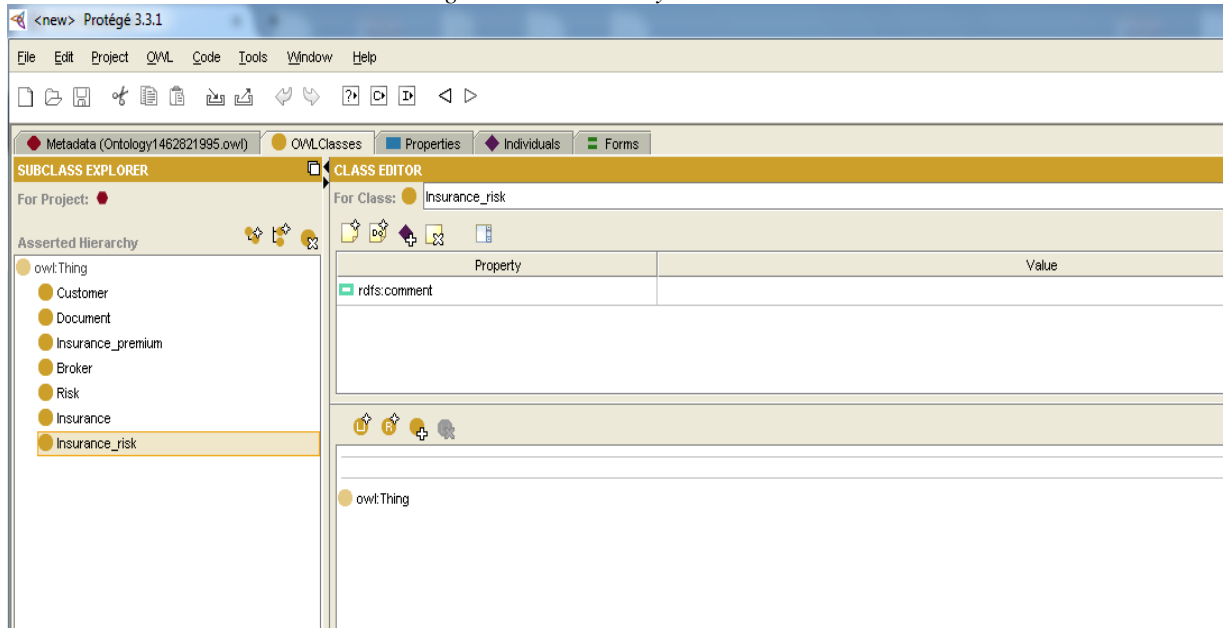 <new> Protégé 3.3.1
File Edit Project OWL Code Tools Window Help
Metadata (Ontology1462821995.owl) OWLClasses Properties Individuals Forms
SUBCLASS EXPLORER
CLASS EDITOR
For Project:
For Class: Insurance_risk
Asserted Hierarchy
Property Value
owl:Thing
rdfs:comment
Customer
Document
Insurance_premium
Broker
Risk
Insurance
Insurance_risk
owl:Thing